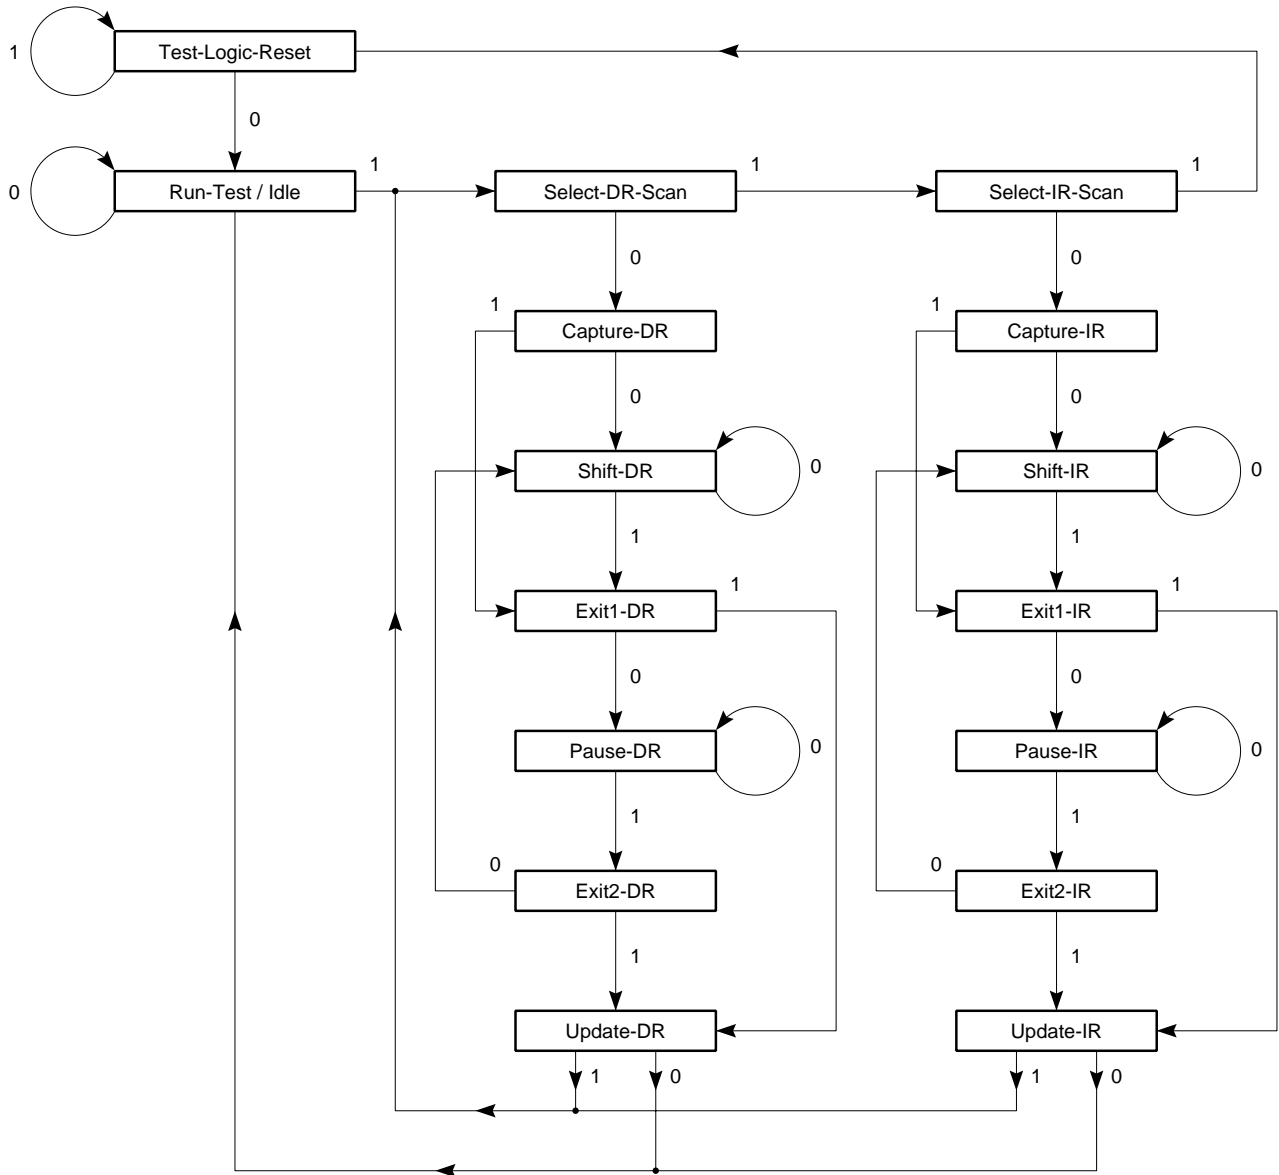 1
Test-Logic-Reset
0
0
Run-Test / Idle
1
Select-DR-Scan
1
Select-IR-Scan
1
0
0
1
Capture-DR
1
Capture-IR
0
0
Shift-DR
0
Shift-IR
0
1
1
Exit1-DR
1
Exit1-IR
1
0
0
Pause-DR
0
Pause-IR
0
1
1
0
Exit2-DR
0
Exit2-IR
1
1
Update-DR
Update-IR
1
0
1
0